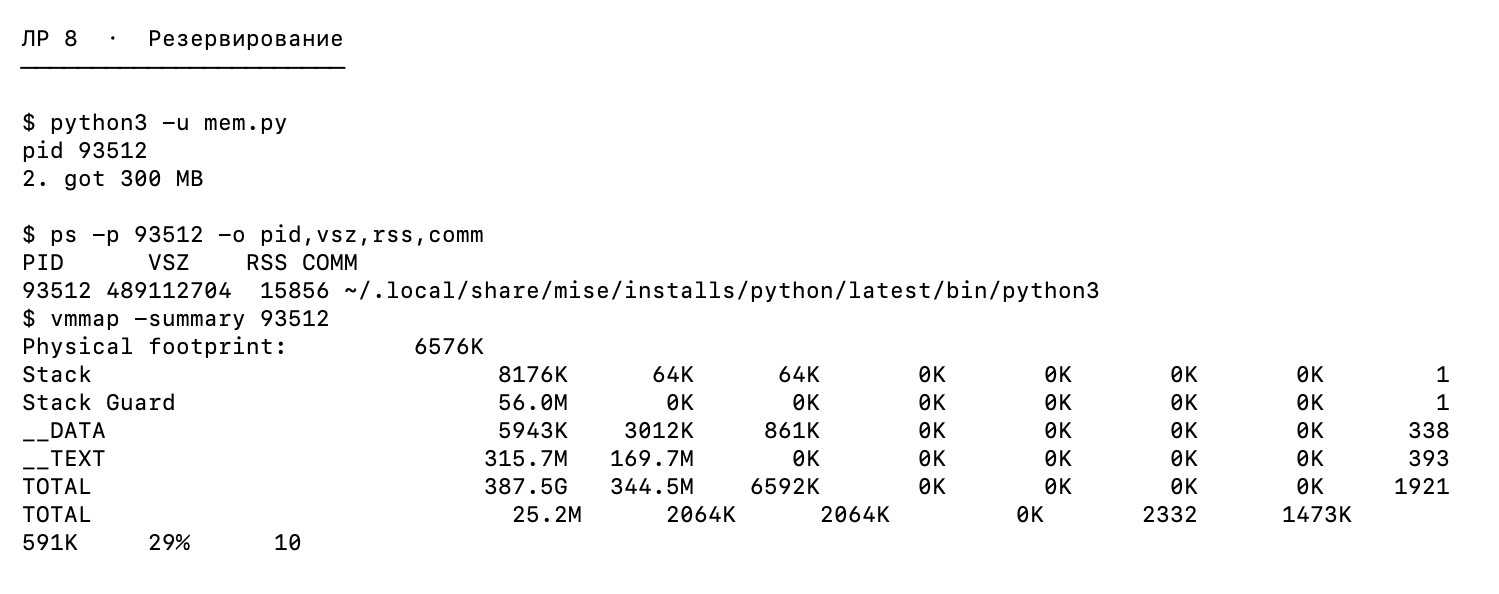 ЛР 8  ·  Резервирование
$ python3 −u mem.py
pid 93512
2. got 300 MB
$ ps −p 93512 −o pid,vsz,rss,comm
PID      VSZ    RSS COMM
93512 489112704  15856 ~/.local/share/mise/installs/python/latest/bin/python3
$ vmmap −summary 93512
Physical footprint:         6576K
Stack                             8176K      64K      64K       0K       0K       0K       0K        1
Stack Guard                       56.0M       0K       0K       0K       0K       0K       0K        1
__DATA                            5943K    3012K     861K       0K       0K       0K       0K      338
__TEXT                           315.7M   169.7M       0K       0K       0K       0K       0K      393
TOTAL                            387.5G   344.5M    6592K       0K       0K       0K       0K     1921
TOTAL                              25.2M      2064K      2064K         0K       2332      1473K
591K     29%      10